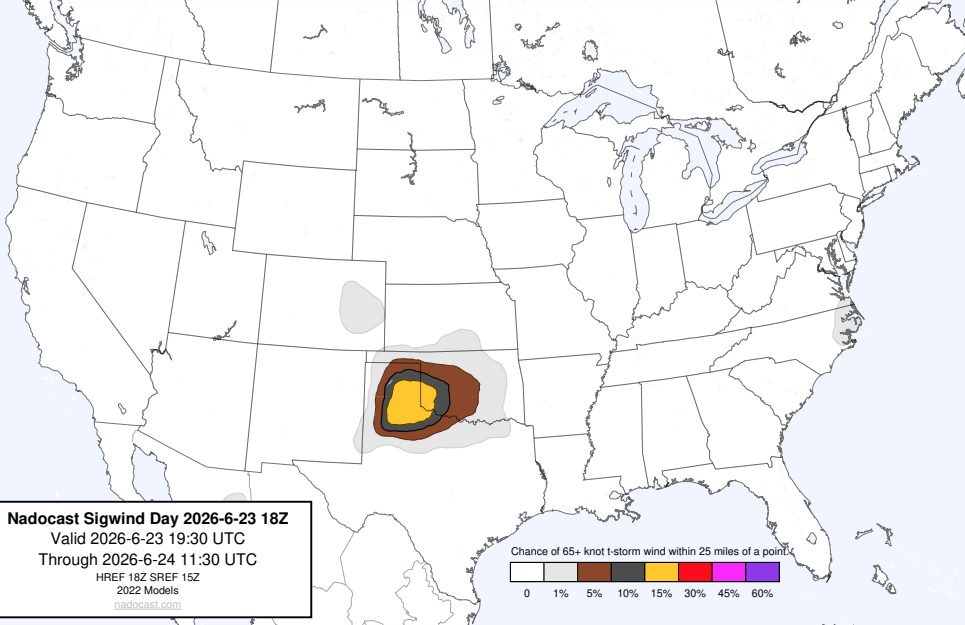 Nadocast Sigwind Day 2026-6-23 18Z
Valid 2026-6-23 19:30 UTC
Through 2026-6-24 11:30 UTC
HREF 18Z SREF 15Z
2022 Models
nadocast.com
Chance of 65+ knot t-storm wind within 25 miles of a point.
0 1% 5% 10% 15% 30% 45% 60%